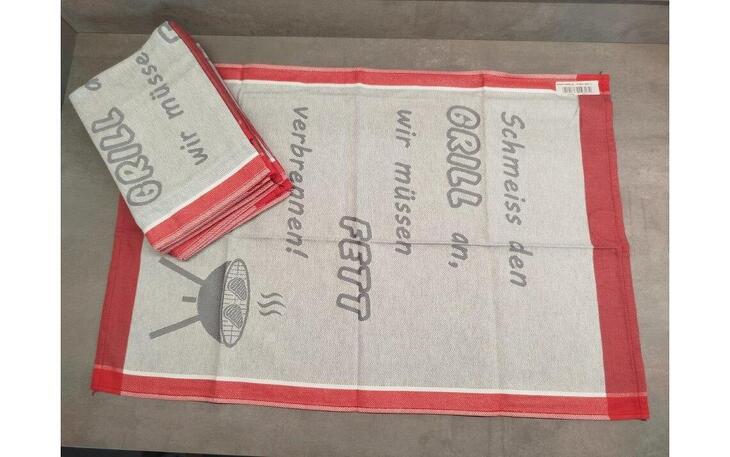 Schmeiss den
GRILL an,
wir müssen
FETT
verbrennen!
GRILL a
wir müsse